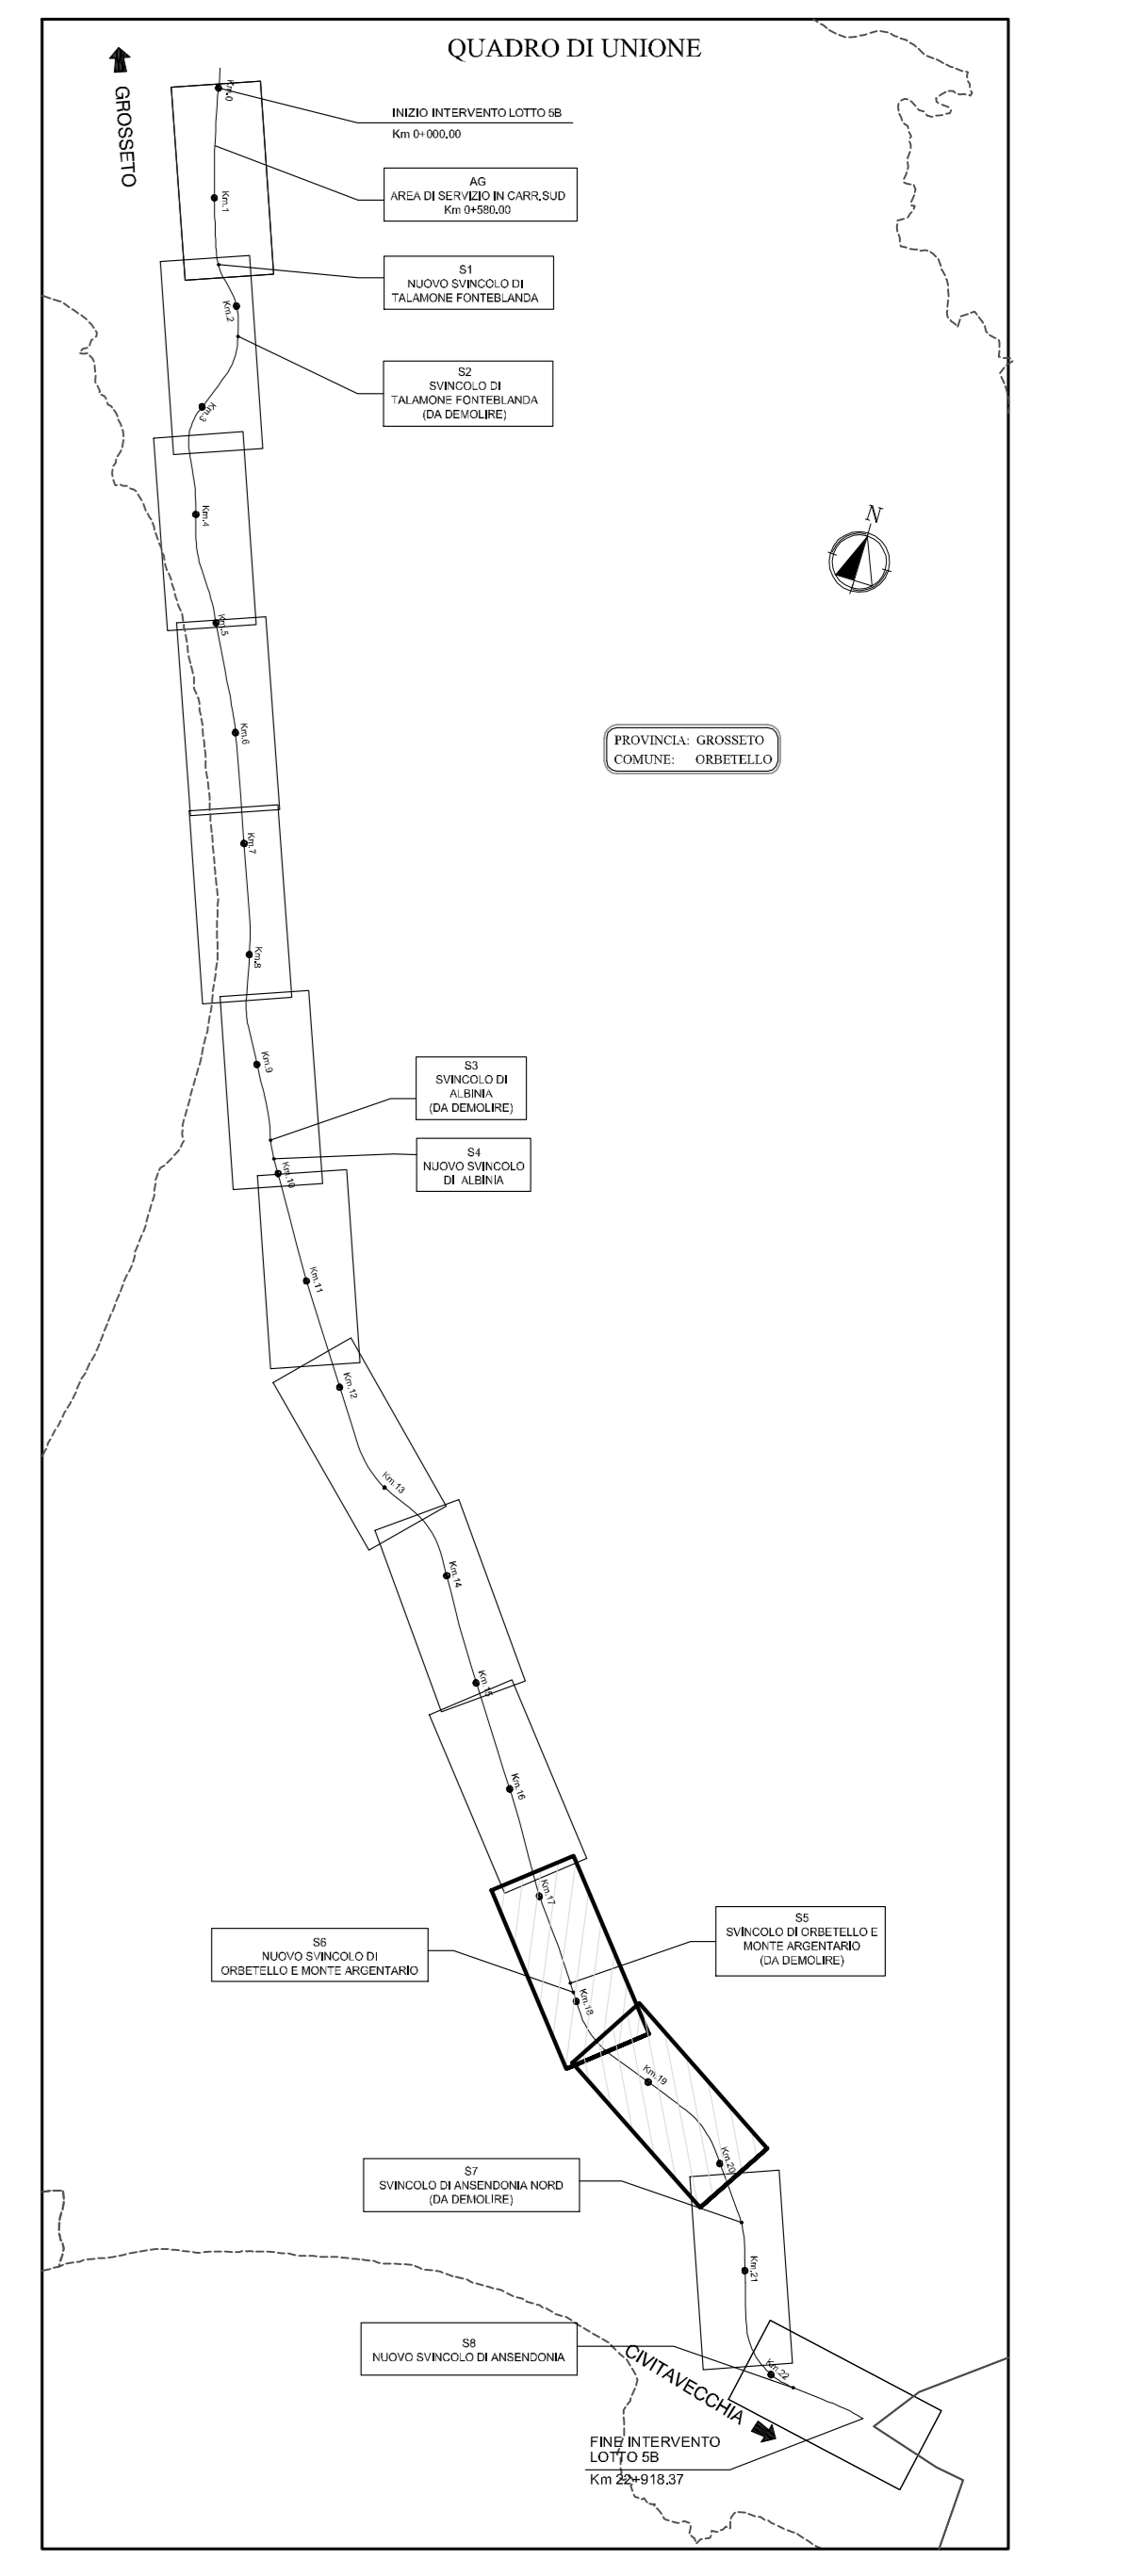 QUADRO DI UNIONE
GROSSETO
Km.0
INIZIO INTERVENTO LOTTO 5B
Km 0+000.00
AG
AREA DI SERVIZIO IN CARR.SUD
Km 0+580.00
Km.1
S1
NUOVO SVINCOLO DI
TALAMONE FONTEBLANDA
Km.2
S2
SVINCOLO DI
TALAMONE FONTEBLANDA
(DA DEMOLIRE)
Km.3
Km.4
N
Km.5
Km.6
PROVINCIA: GROSSETO
COMUNE: ORBETELLO
Km.7
Km.8
Km.9
S3
SVINCOLO DI
ALBINIA
(DA DEMOLIRE)
S4
NUOVO SVINCOLO
DI ALBINIA
Km.10
Km.11
Km.12
Km.13
Km.14
Km.15
Km.16
Km.17
S5
SVINCOLO DI ORBETELLO E
MONTE ARGENTARIO
(DA DEMOLIRE)
S6
NUOVO SVINCOLO DI
ORBETELLO E MONTE ARGENTARIO
Km.18
Km.19
Km.20
S7
SVINCOLO DI ANSENDONIA NORD
(DA DEMOLIRE)
Km.21
S8
NUOVO SVINCOLO DI ANSENDONIA
Km.22
CIVITAVECCHIA
FINE INTERVENTO
LOTTO 5B
Km 22+918.37